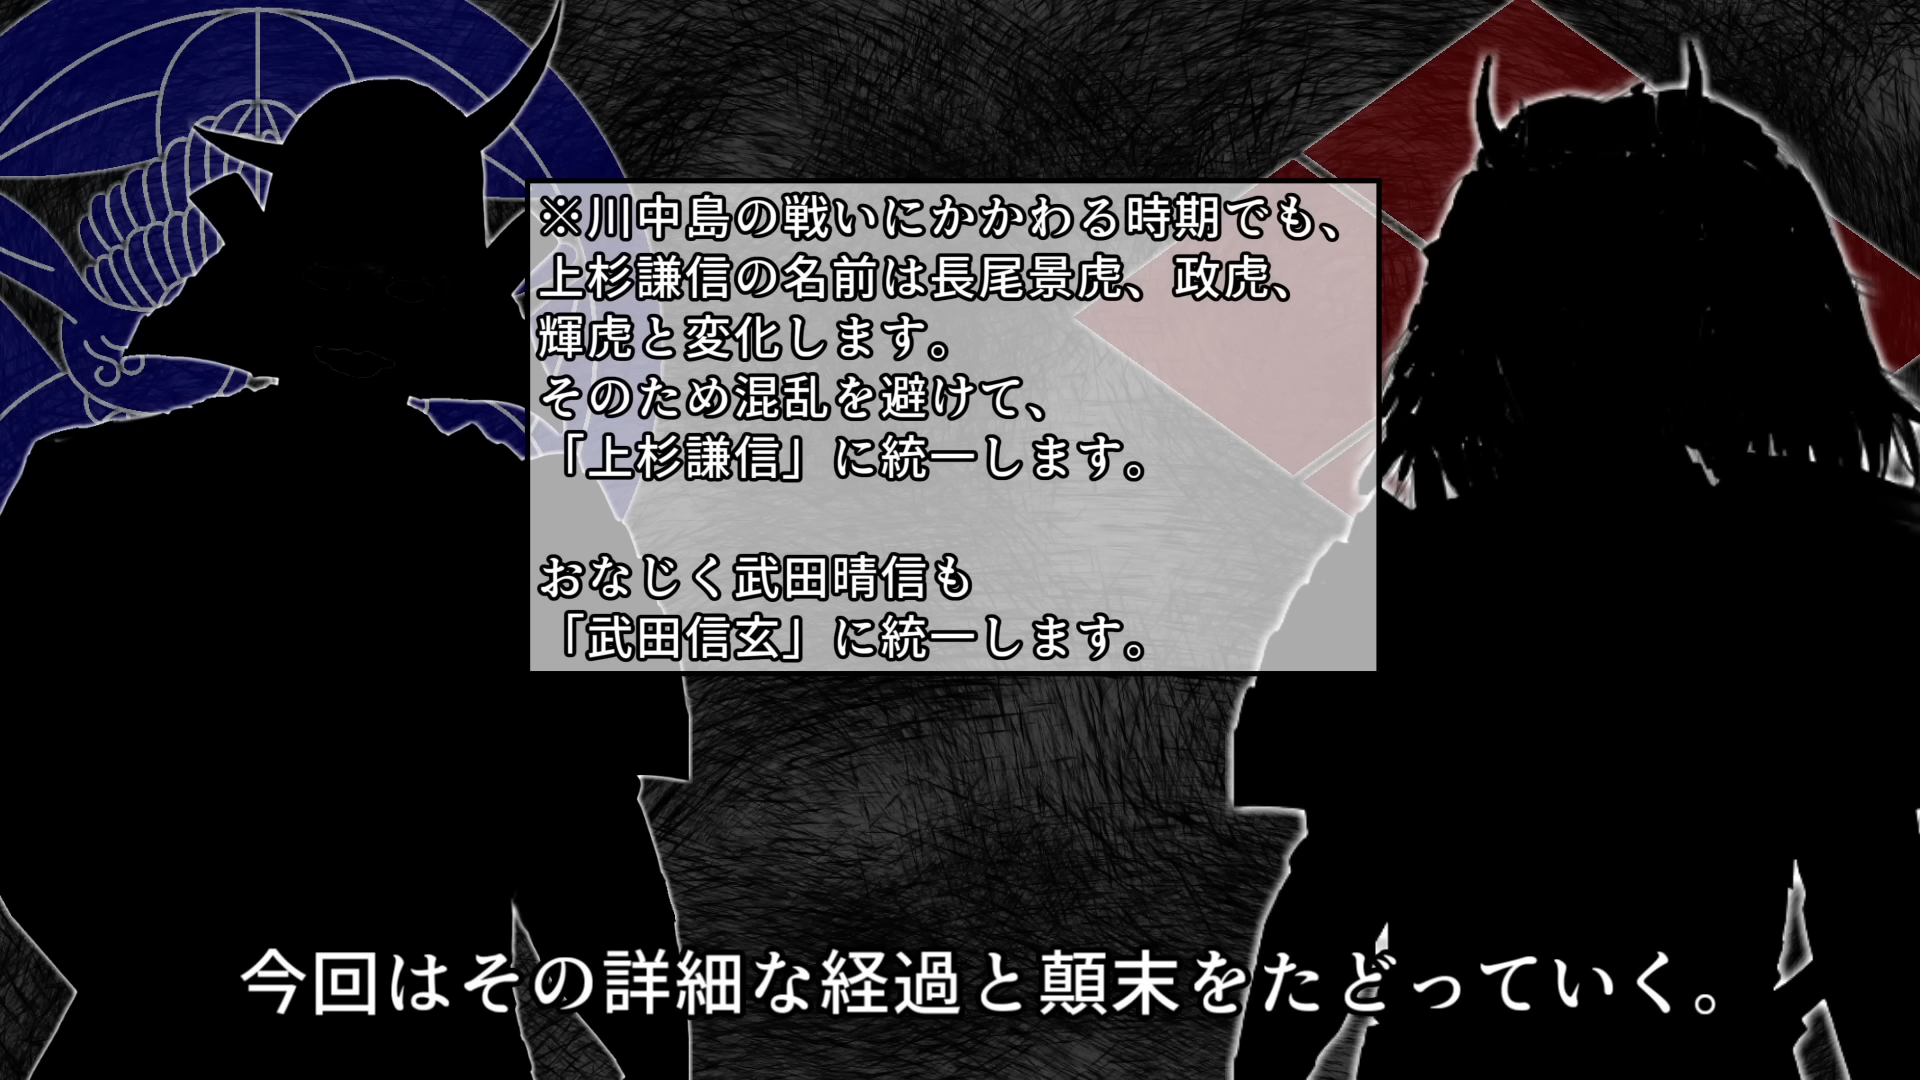 ※川中島の戦いにかかわる時期でも、
上杉謙信の名前は長尾景虎、政虎、
輝虎と変化します。
そのため混乱を避けて、
「上杉謙信」に統一します。
おなじく武田晴信も
「武田信玄」に統一します。
今回はその詳細な経過と顛末をたどっていく。